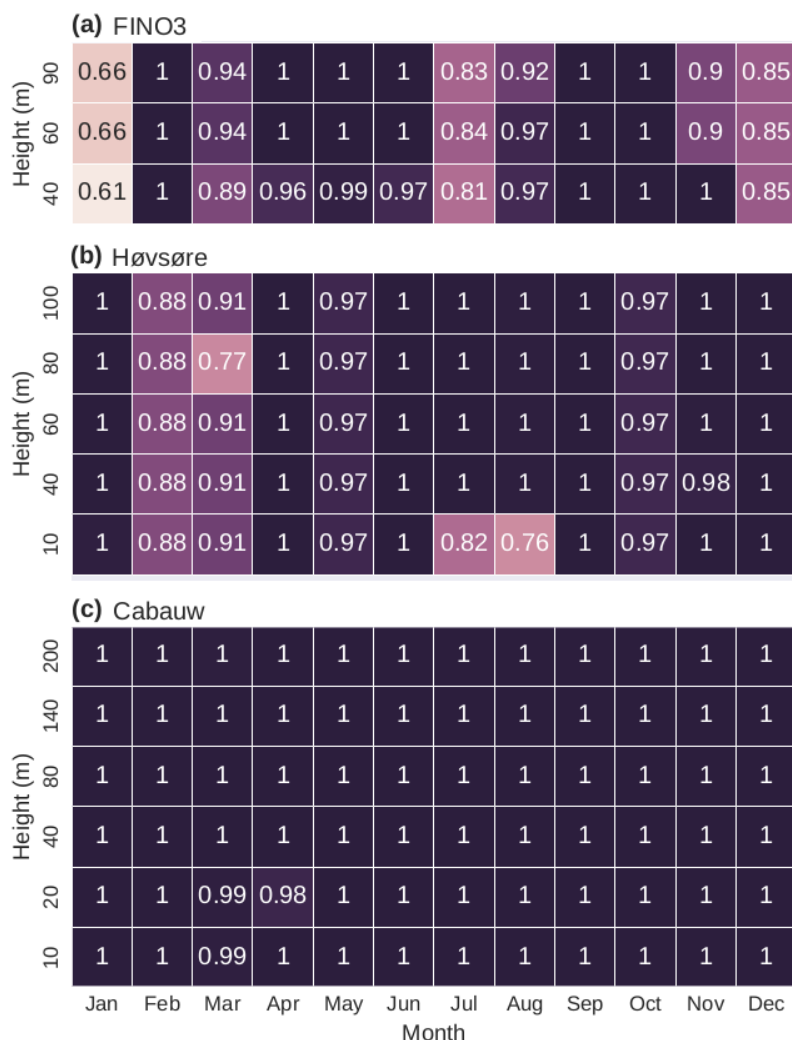 (a) FINO3
90 0.66 1 0.94 1 1 1 0.83 0.92 1 1 0.9 0.85
60 0.66 1 0.94 1 1 1 0.84 0.97 1 1 0.9 0.85
40 0.61 1 0.89 0.96 0.99 0.97 0.81 0.97 1 1 1 0.85
Height (m)
(b) Høvsøre
100 1 0.88 0.91 1 0.97 1 1 1 1 0.97 1 1
80 1 0.88 0.77 1 0.97 1 1 1 1 0.97 1 1
60 1 0.88 0.91 1 0.97 1 1 1 1 0.97 1 1
40 1 0.88 0.91 1 0.97 1 1 1 1 0.97 0.98 1
10 1 0.88 0.91 1 0.97 1 0.82 0.76 1 0.97 1 1
Height (m)
(c) Cabauw
200 1 1 1 1 1 1 1 1 1 1 1 1
140 1 1 1 1 1 1 1 1 1 1 1 1
80 1 1 1 1 1 1 1 1 1 1 1 1
40 1 1 1 1 1 1 1 1 1 1 1 1
20 1 1 0.99 0.98 1 1 1 1 1 1 1 1
10 1 1 0.99 1 1 1 1 1 1 1 1 1
Height (m)
Jan Feb Mar Apr May Jun Jul Aug Sep Oct Nov Dec
Month